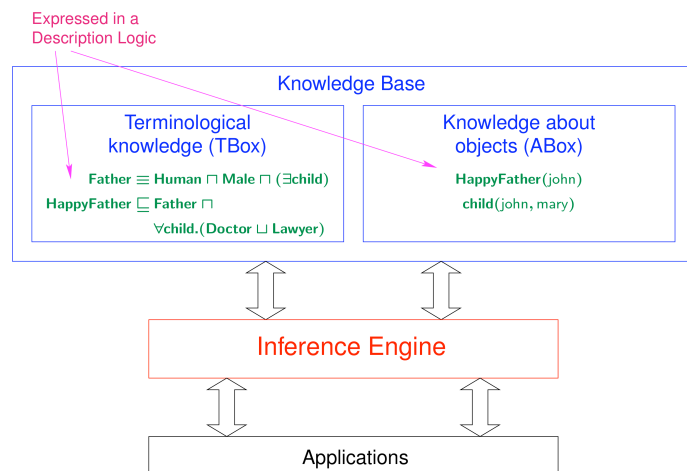 Expressed in a
Description Logic
Knowledge Base
Terminological
knowledge (TBox)
Father ≡ Human ⊓ Male ⊓ (∃child)
HappyFather ⊑ Father ⊓
∀child.(Doctor ⊔ Lawyer)
Knowledge about
objects (ABox)
HappyFather(john)
child(john, mary)
Inference Engine
Applications